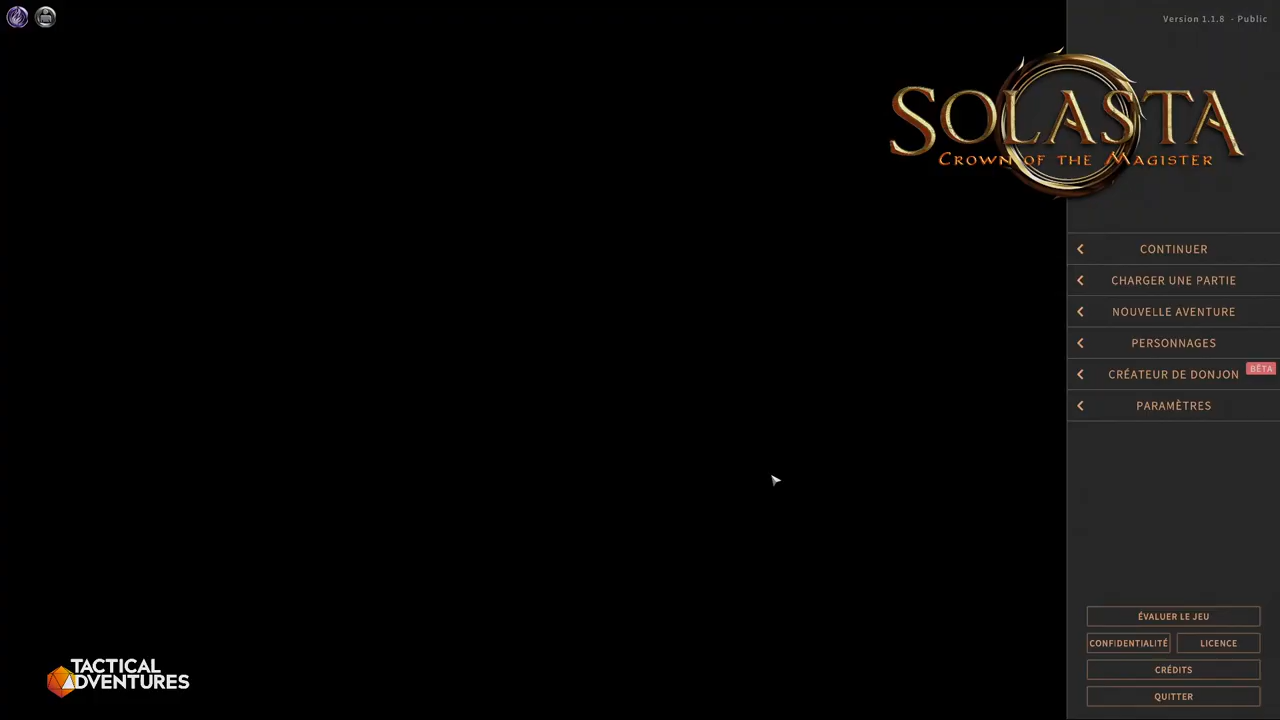 Version 1.1.8 - Public
SOLASTA
CROWN OF THE MAGISTER
CONTINUER
CHARGER UNE PARTIE
NOUVELLE AVENTURE
PERSONNAGES
CRÉATEUR DE DONJON
BÊTA
PARAMÈTRES
ÉVALUER LE JEU
CONFIDENTIALITÉ LICENCE
CRÉDITS
QUITTER
TACTICAL
ADVENTURES